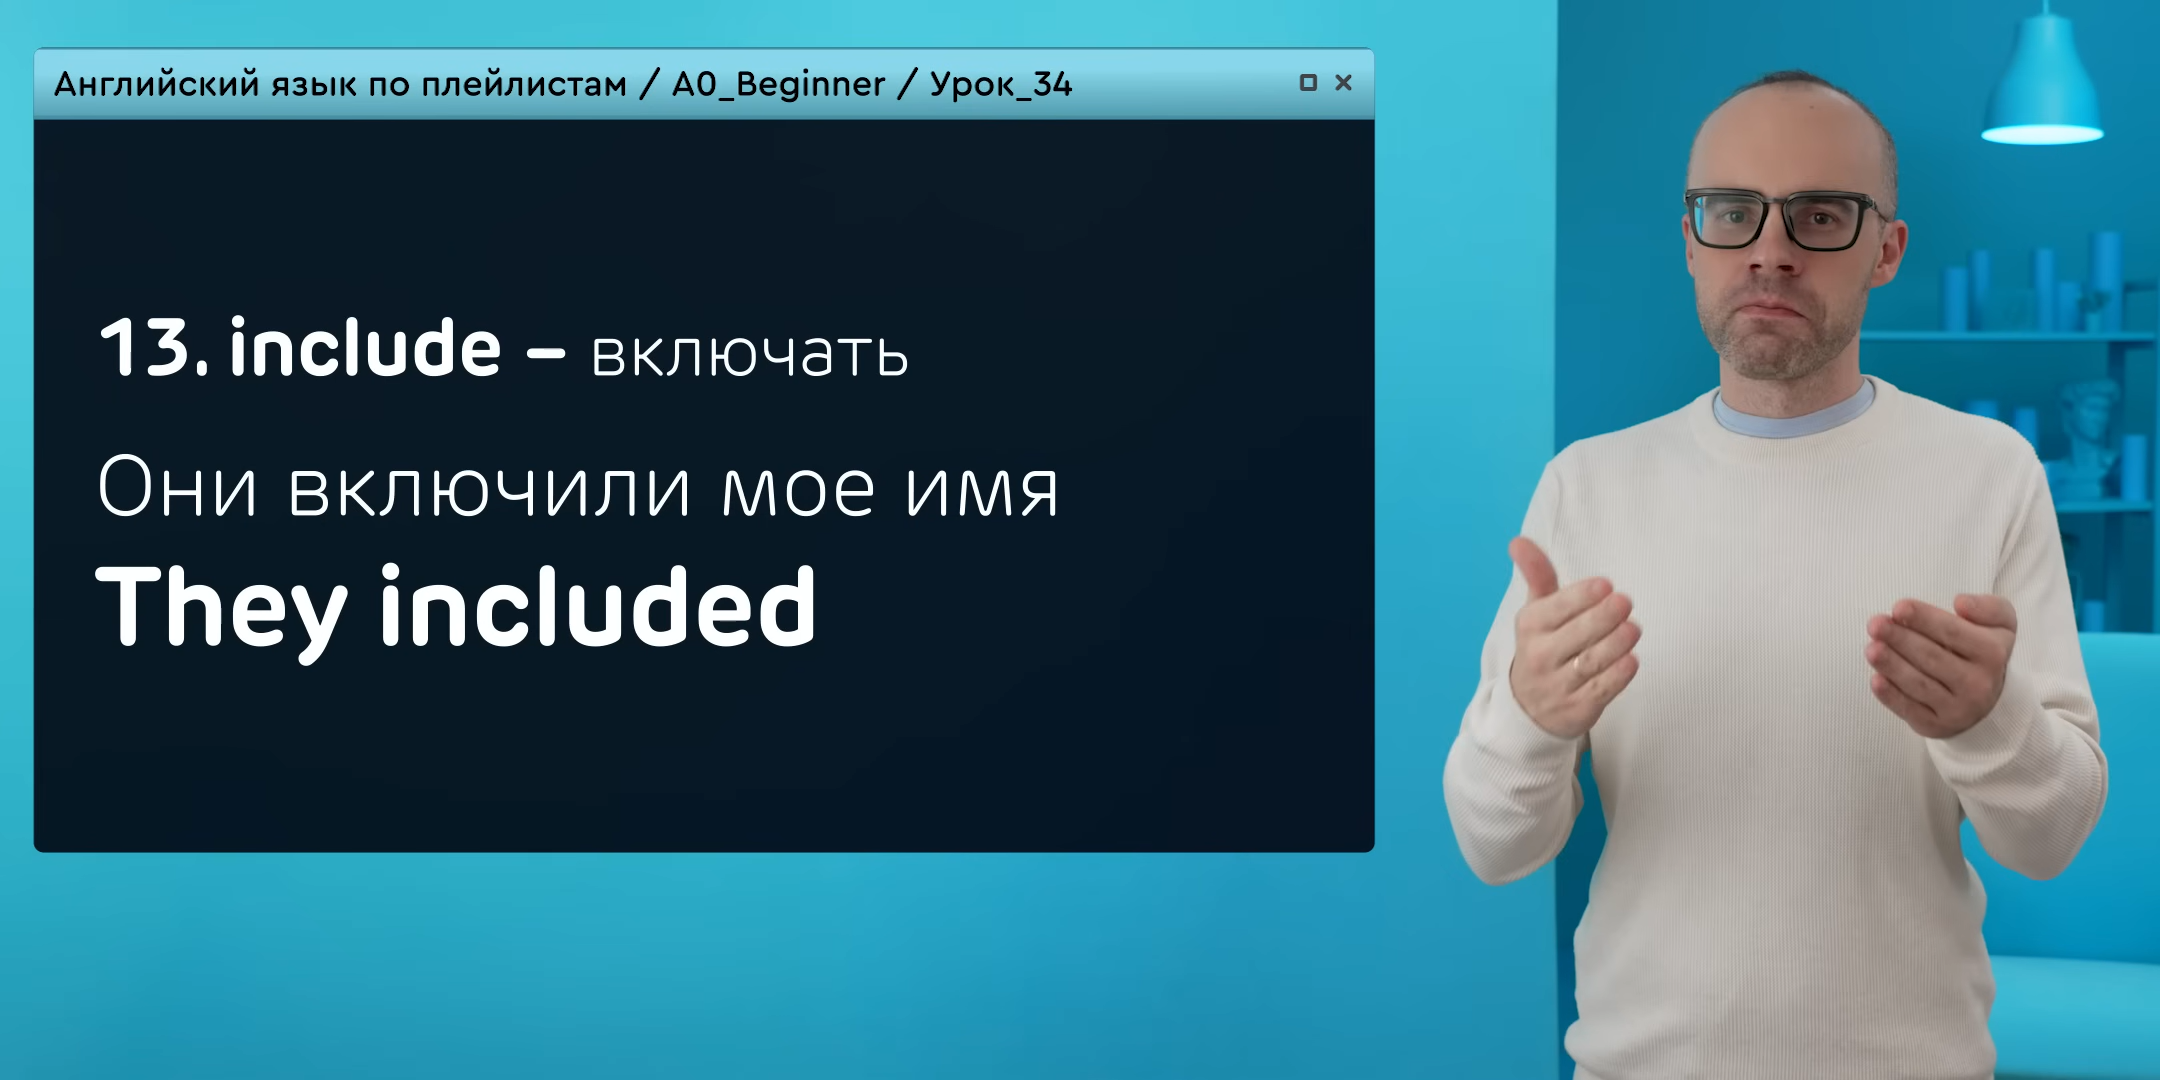 Английский язык по плейлистам / A0_Beginner / Урок_34
13. include – включать
Они включили мое имя
They included